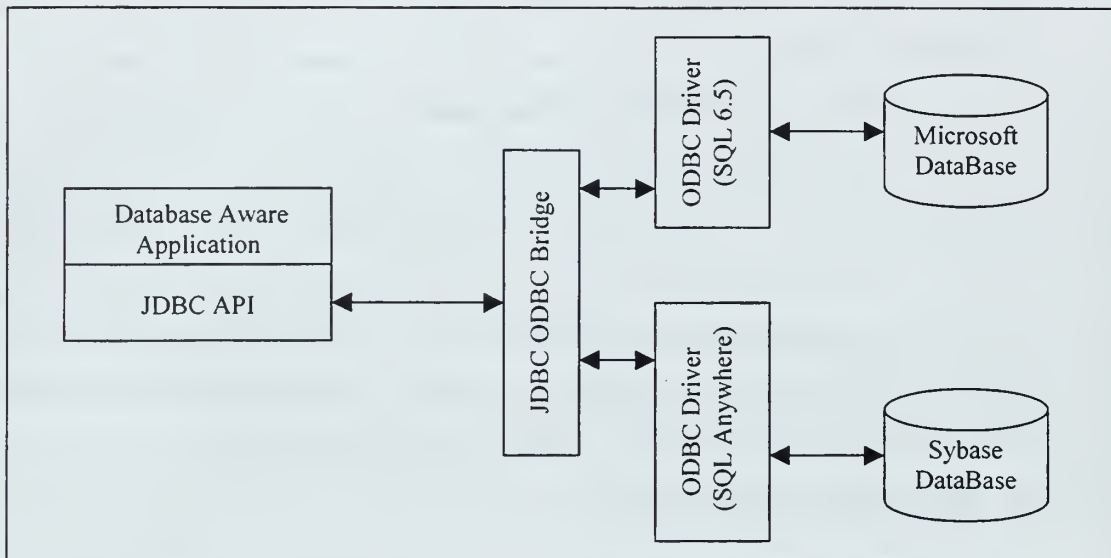 Database Aware
Application
JDBC API
JDBC ODBC Bridge
ODBC Driver
(SQL 6.5)
Microsoft
DataBase
ODBC Driver
(SQL Anywhere)
Sybase
DataBase